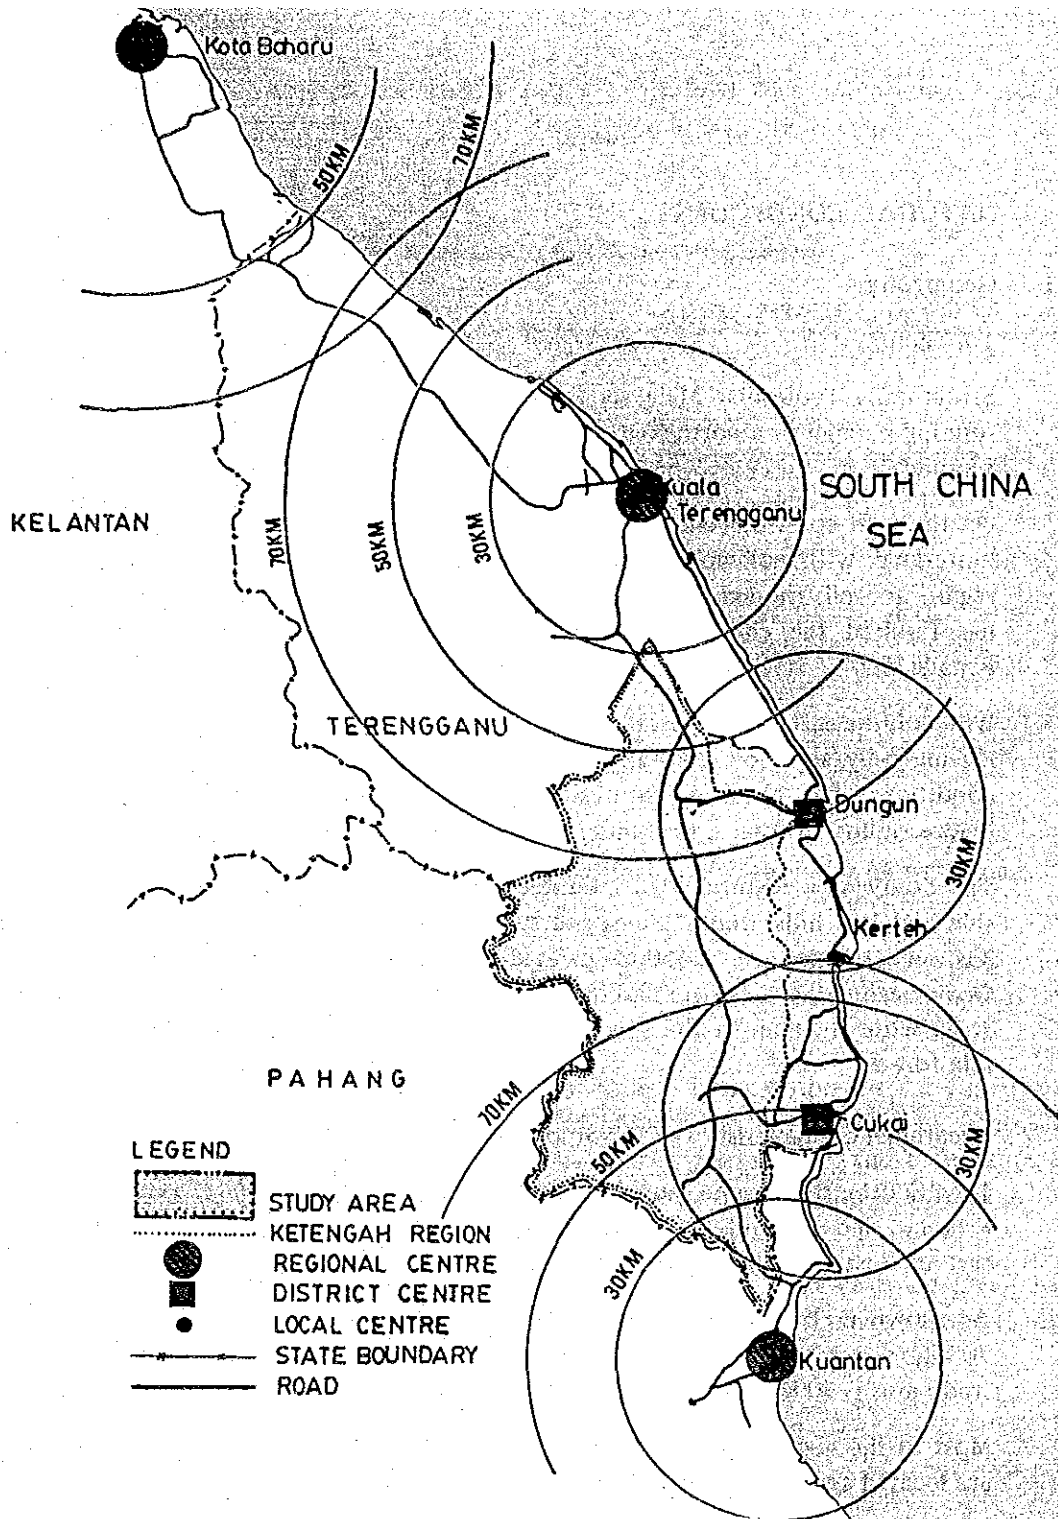 Kota Baharu
50KM
70KM
SOUTH CHINA
SEA
Kuala
Terengganu
KELANTAN
70KM
50KM
30KM
TERENGGANU
Dungun
30KM
Kerteh
PAHANG
70KM
50KM
Cukai
30KM
30KM
Kuantan
LEGEND
STUDY AREA
KETENGAH REGION
REGIONAL CENTRE
DISTRICT CENTRE
LOCAL CENTRE
STATE BOUNDARY
ROAD